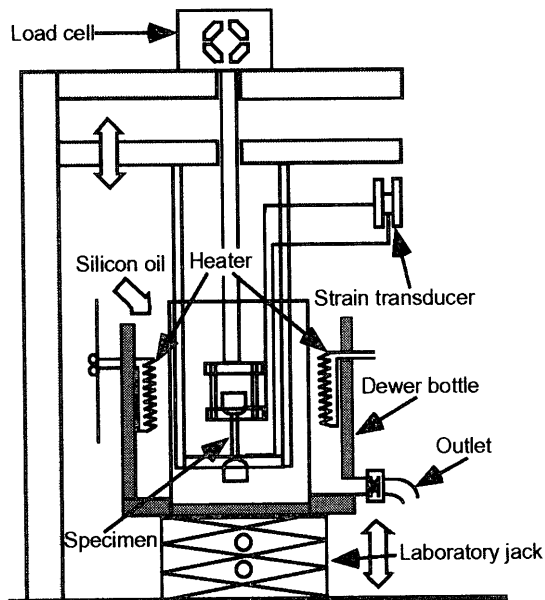 Load cell
Silicon oil
Heater
Strain transducer
Dewer bottle
Outlet
Specimen
Laboratory jack